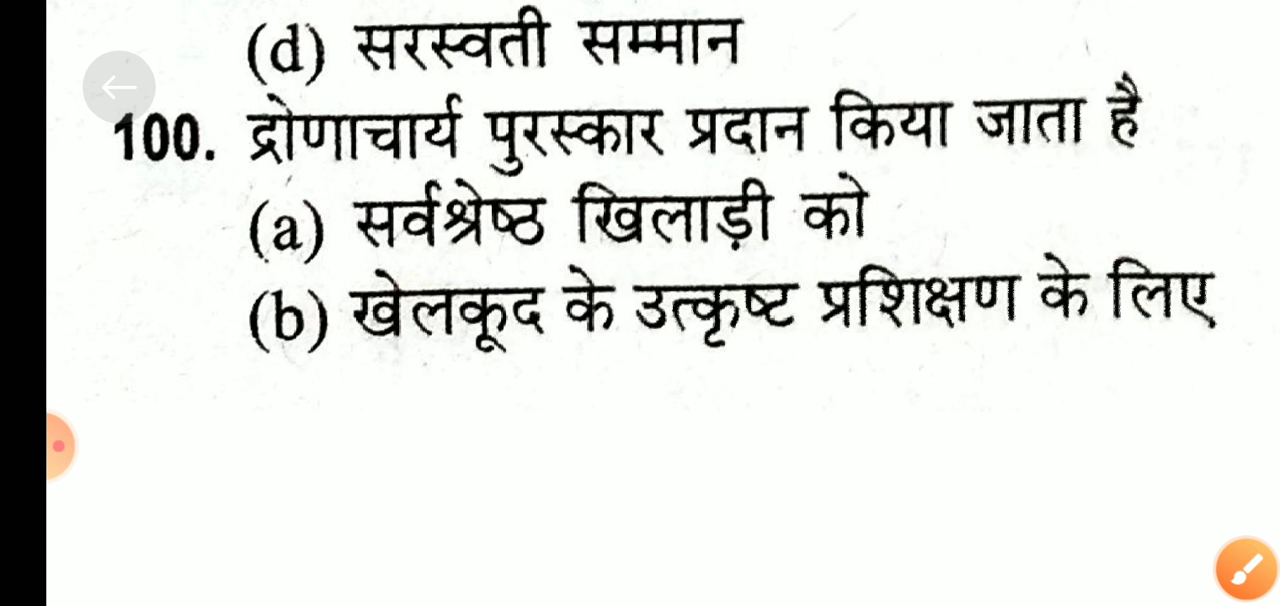 (d) सरस्वती सम्मान
100. द्रोणाचार्य पुरस्कार प्रदान किया जाता है
(a) सर्वश्रेष्ठ खिलाड़ी को
(b) खेलकूद के उत्कृष्ट प्रशिक्षण के लिए